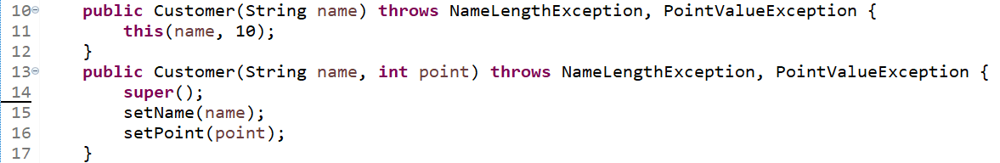 10 public Customer(String name) throws NameLengthException, PointValueException {
11 this(name, 10);
12 }
13 public Customer(String name, int point) throws NameLengthException, PointValueException {
14 super();
15 setName(name);
16 setPoint(point);
17 }